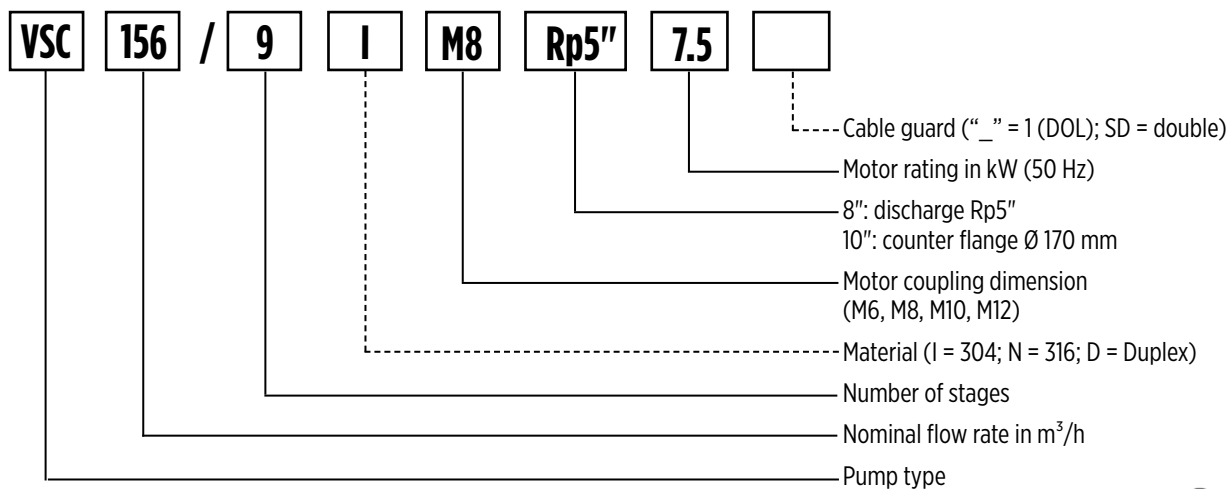 VSC 156 / 9 I M8 Rp5" 7.5
Cable guard (“_” = 1 (DOL); SD = double)
Motor rating in kW (50 Hz)
8": discharge Rp5"
10": counter flange Ø 170 mm
Motor coupling dimension
(M6, M8, M10, M12)
Material (I = 304; N = 316; D = Duplex)
Number of stages
Nominal flow rate in m³/h
Pump type